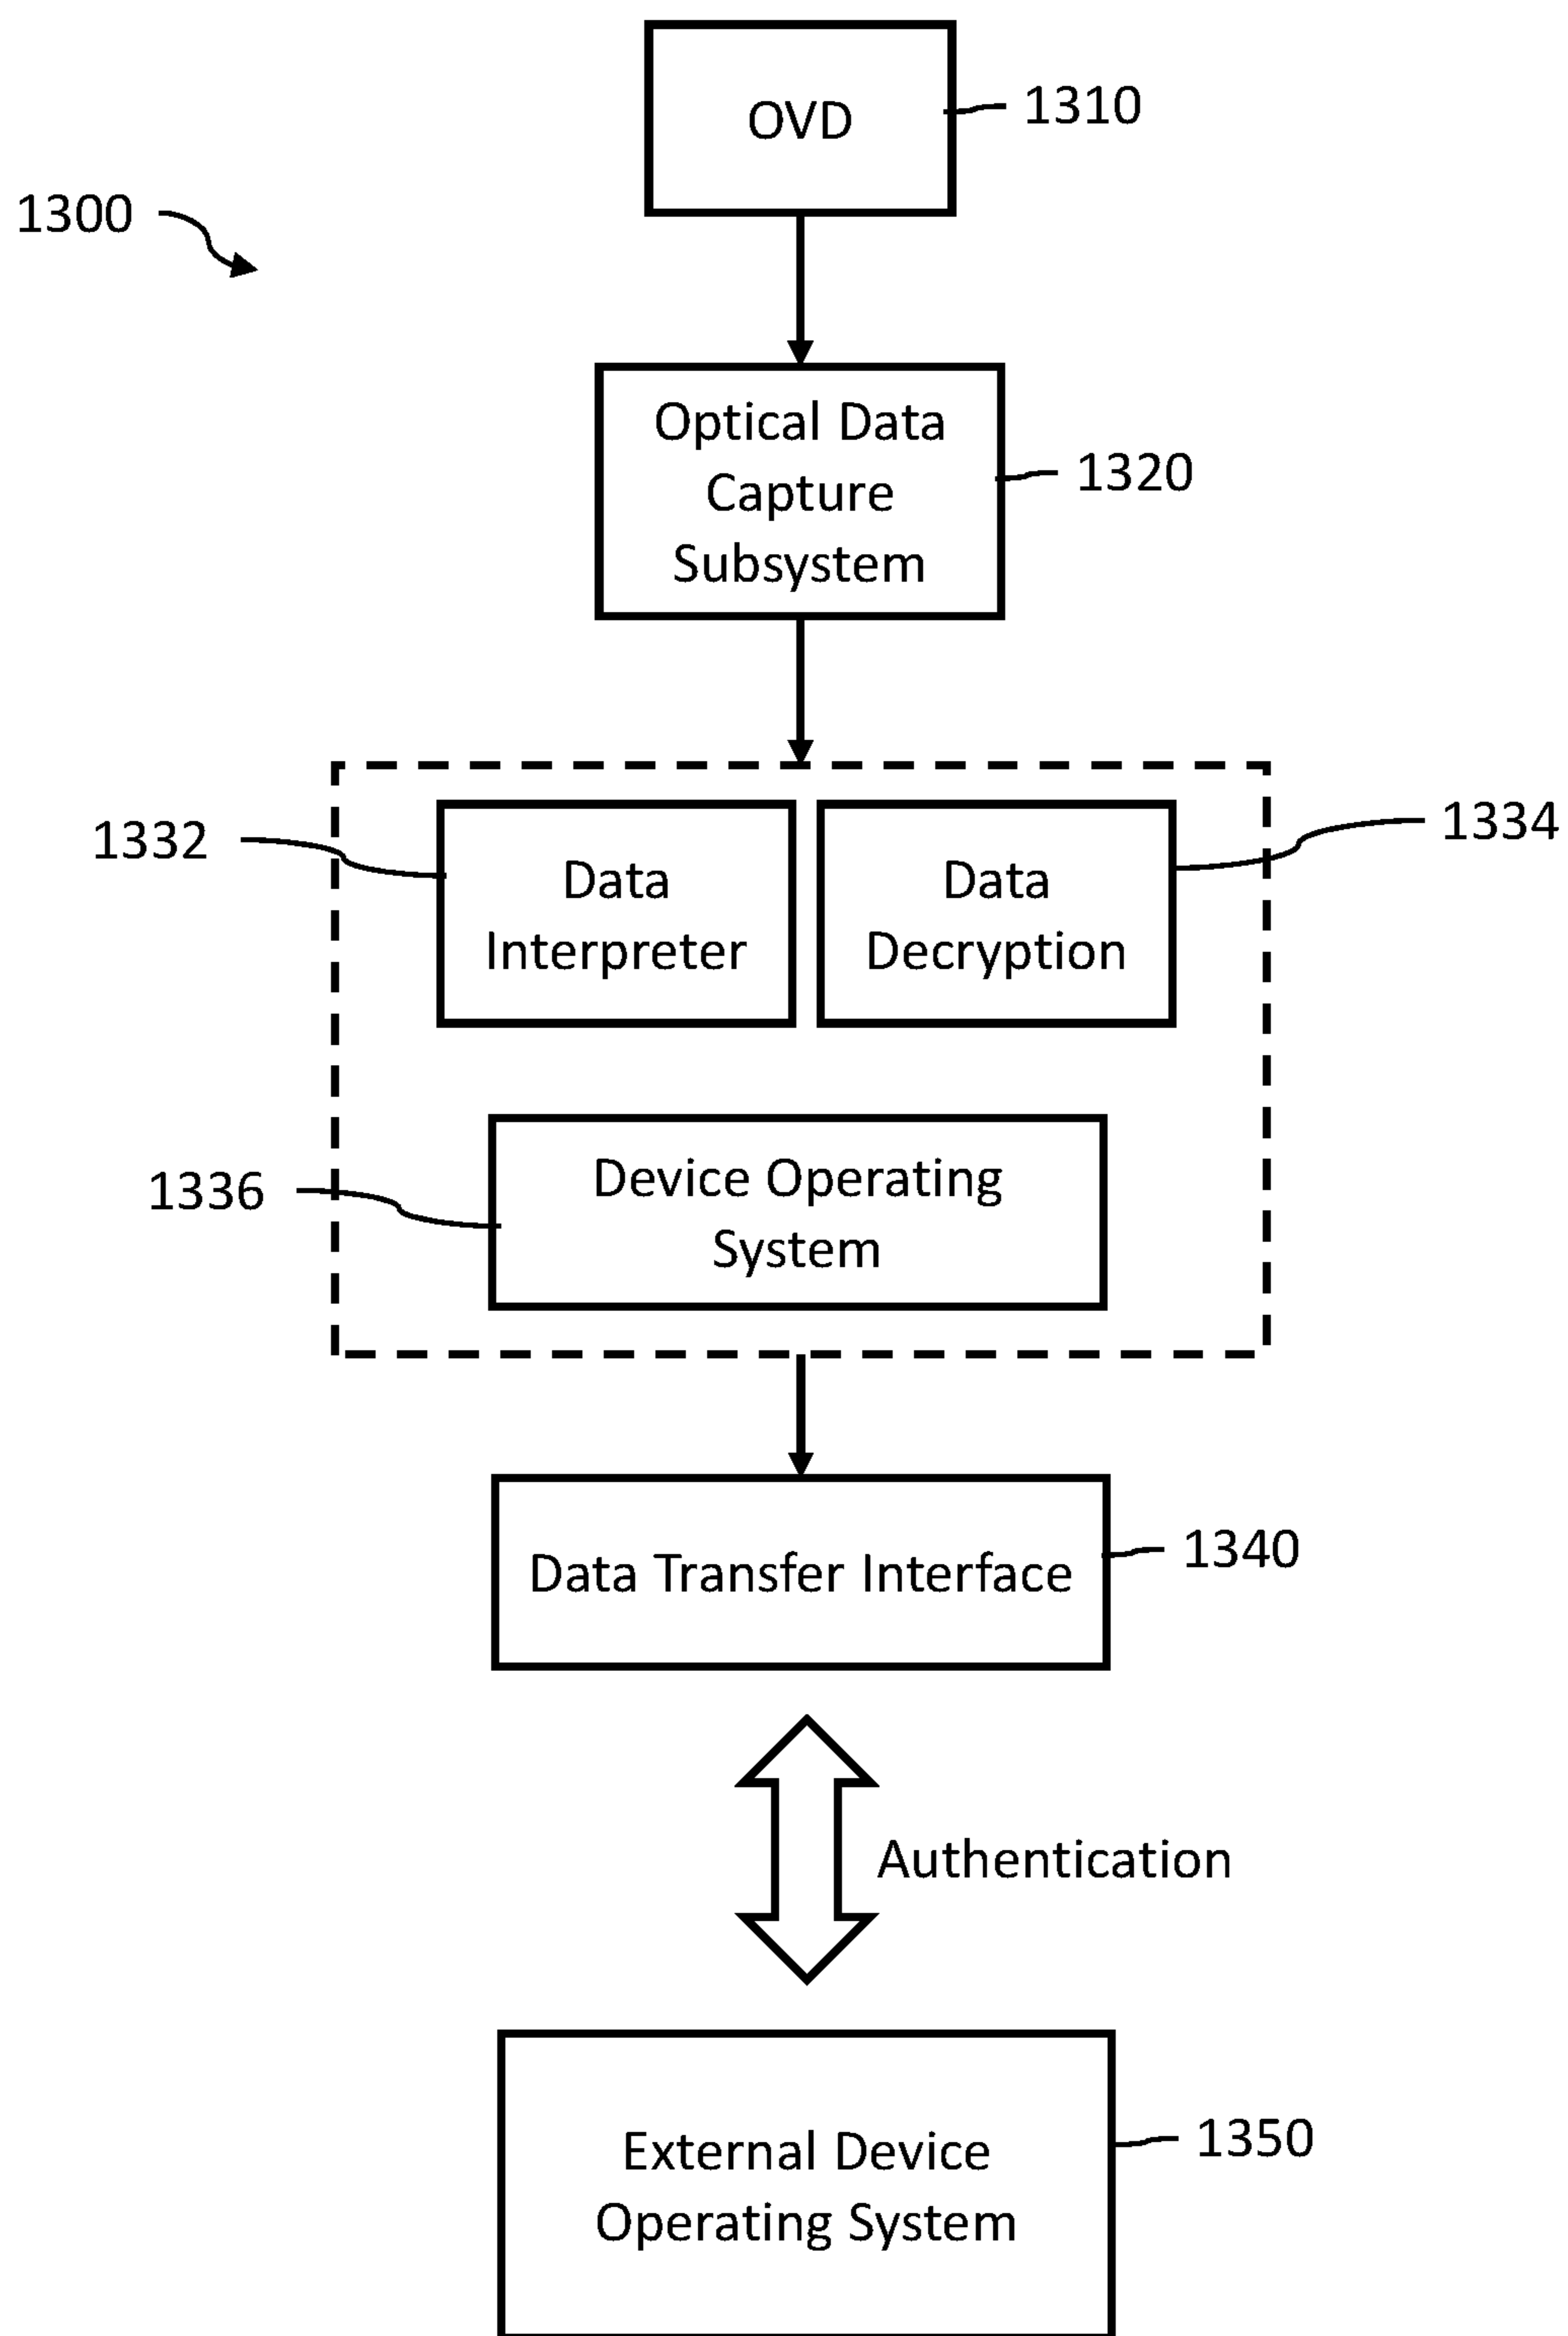 OVD
1310
1300
Optical Data
Capture
Subsystem
1320
1332
Data
Interpreter
Data
Decryption
1334
1336
Device Operating
System
Data Transfer Interface
1340
Authentication
External Device
Operating System
1350